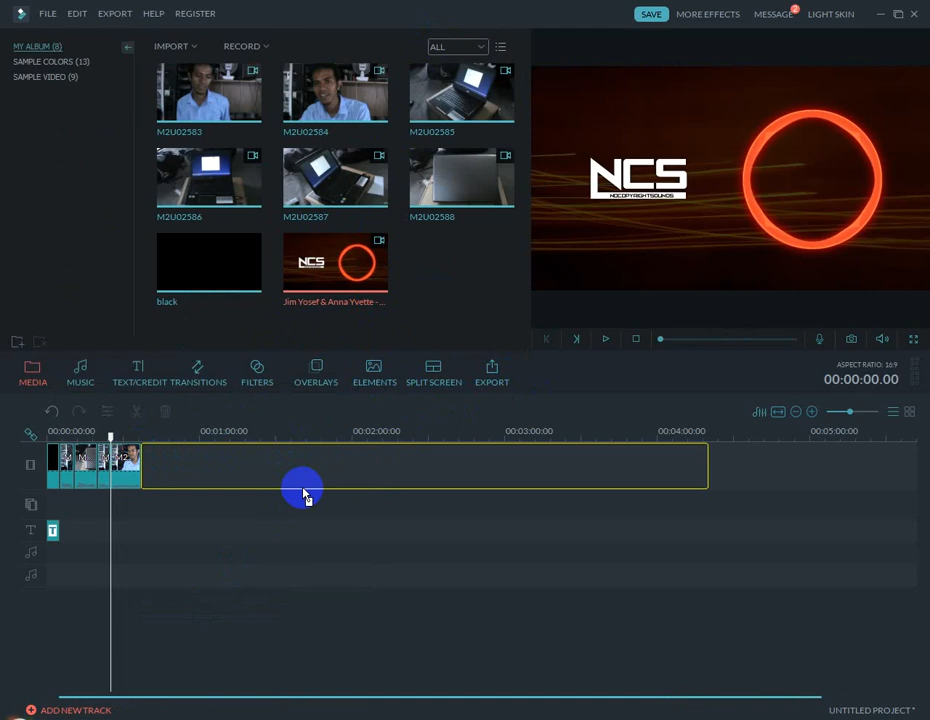 FILE EDIT EXPORT HELP REGISTER
SAVE MORE EFFECTS MESSAGE 2 LIGHT SKIN
MY ALBUM (8)
SAMPLE COLORS (13)
SAMPLE VIDEO (9)
IMPORT RECORD ALL
M2U02583 M2U02584 M2U02585
M2U02586 M2U02587 M2U02588
black Jim Yosef & Anna Yvette - ...
NCS
NCS
NOCOPYRIGHTSOUNDS
MEDIA MUSIC TEXT/CREDIT TRANSITIONS FILTERS OVERLAYS ELEMENTS SPLIT SCREEN EXPORT
ASPECT RATIO: 16:9
00:00:00.00
00:00:00:00 00:01:00:00 00:02:00:00 00:03:00:00 00:04:00:00 00:05:00:00
T
ADD NEW TRACK
UNTITLED PROJECT*